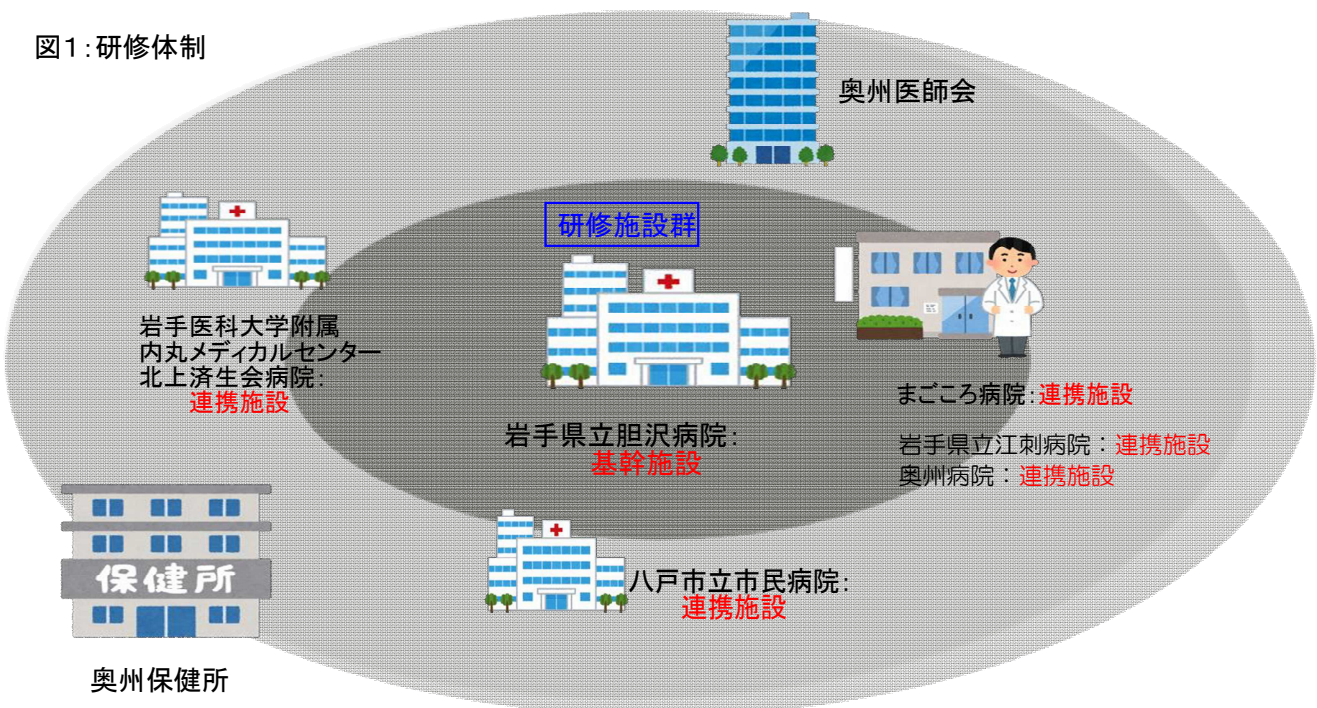 図1:研修体制
奥州医師会
研修施設群
岩手医科大学附属
内丸メディカルセンター
北上済生会病院:
連携施設
岩手県立胆沢病院:
基幹施設
まごころ病院:連携施設
岩手県立江刺病院：連携施設
奥州病院：連携施設
保健所
奥州保健所
八戸市立市民病院:
連携施設